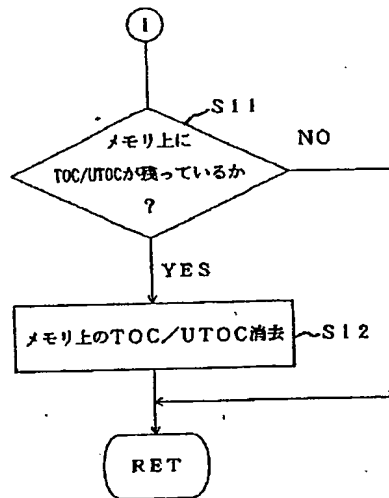 1
S11
メモリ上に
NO
TOC/UTOCが残っているか
?
YES
メモリ上のTOC/UTOC消去
S12
RET